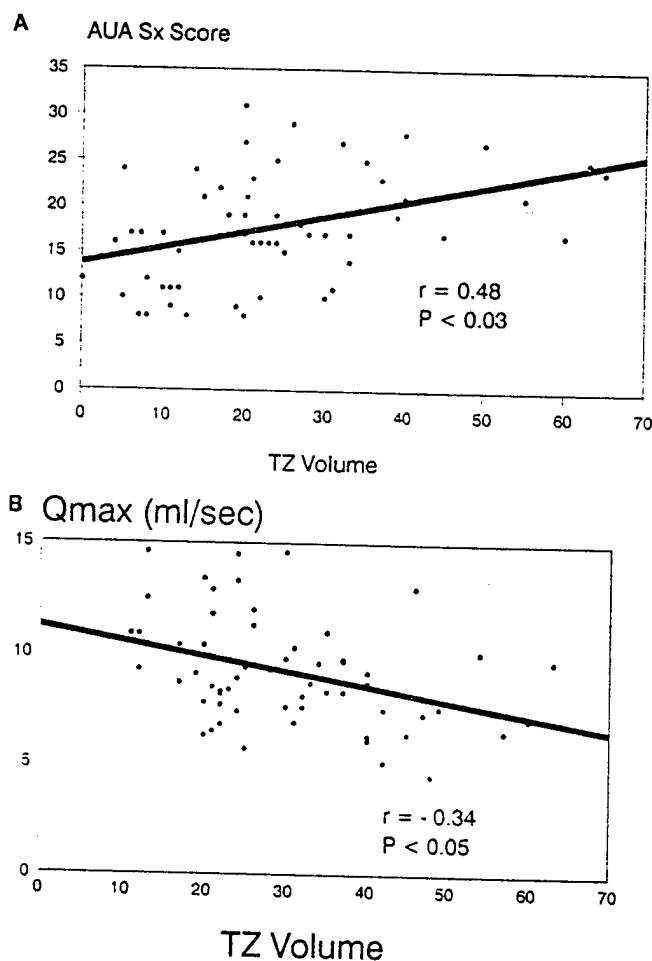 A
AUA Sx Score
35
30
25
20
15
10
5
0
r = 0.48
P < 0.03
0 10 20 30 40 50 60 70
TZ Volume
B Qmax (ml/sec)
15
10
5
0
r = - 0.34
P < 0.05
0 10 20 30 40 50 60 70
TZ Volume